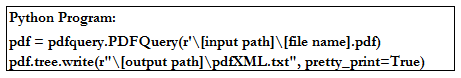 Python Program:
pdf = pdfquery.PDFQuery(r'\[input path]\[file name].pdf)
pdf.tree.write(r"\[output path]\pdfXML.txt", pretty_print=True)